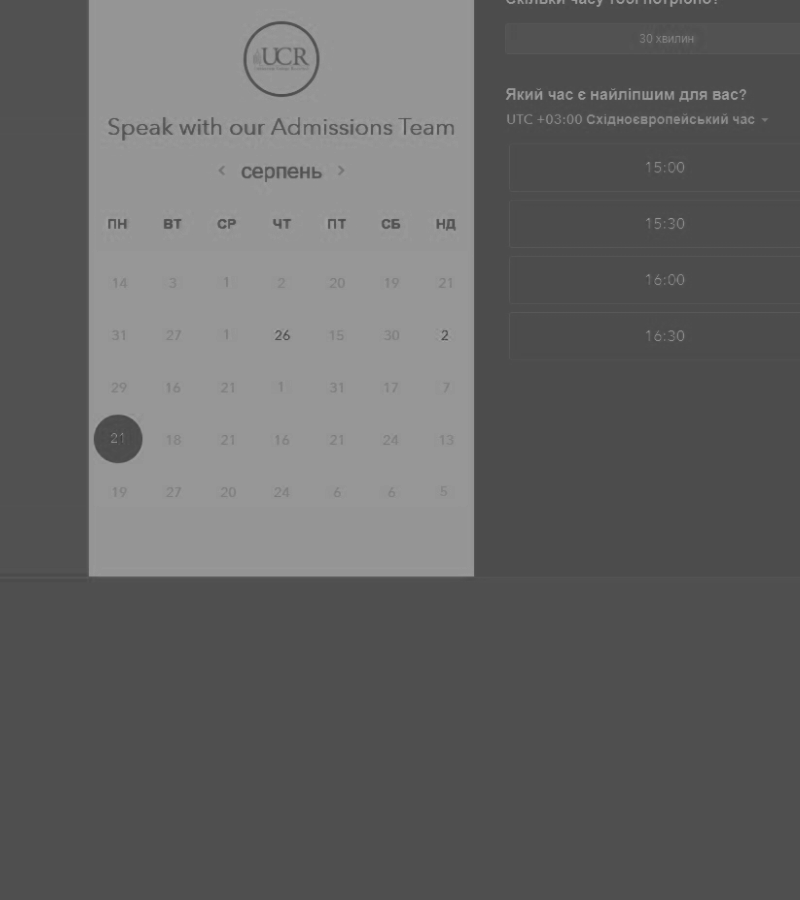 Скільки часу тобі потрібно?
30 хвилин
UCR
Speak with our Admissions Team
серпень
ПН ВТ СР ЧТ ПТ СБ НД
14 3 1 2 20 19 21
31 27 1 26 15 30 2
29 16 21 1 31 17 7
21 18 21 16 21 24 13
19 27 20 24 6 6 5
Який час є найліпшим для вас?
UTC +03:00 Східноєвропейський час
15:00
15:30
16:00
16:30